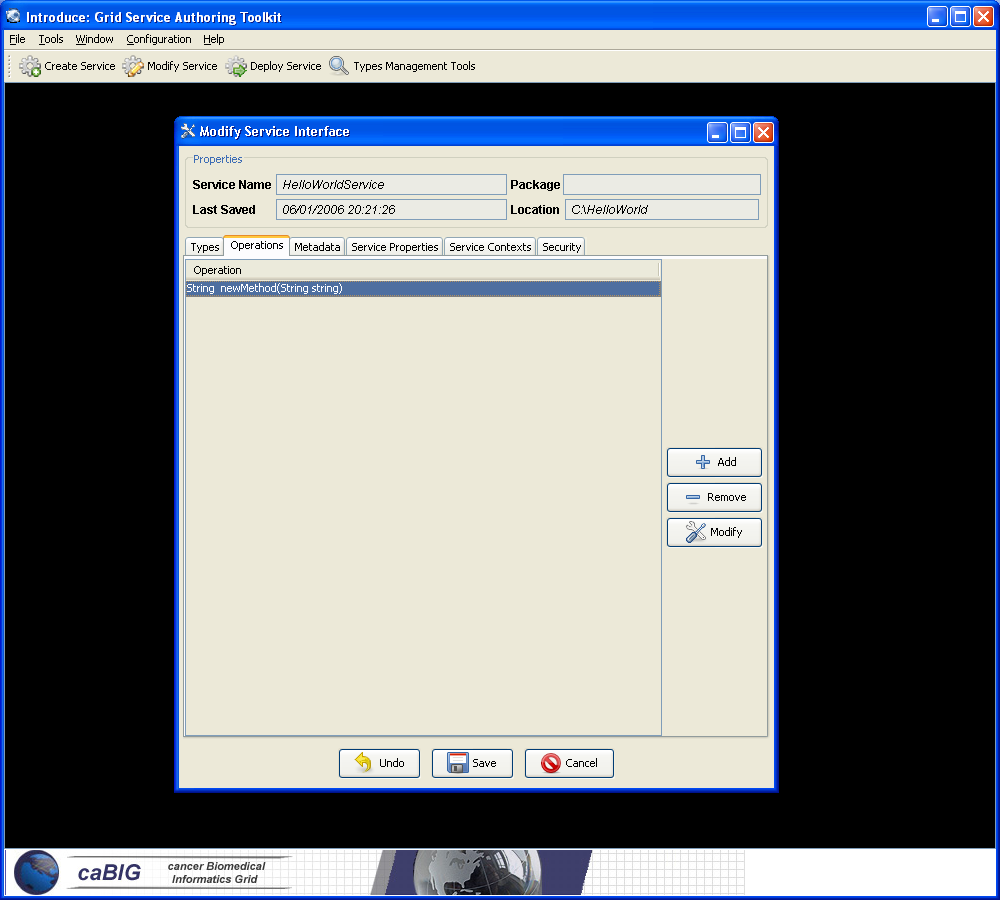 Introduce: Grid Service Authoring Toolkit
File Tools Window Configuration Help
Create Service Modify Service Deploy Service Types Management Tools
Modify Service Interface
Properties
Service Name HelloWorldService Package
Last Saved 06/01/2006 20:21:26 Location C:\HelloWorld
Types Operations Metadata Service Properties Service Contexts Security
Operation
String newMethod(String string)
Add
Remove
Modify
Undo Save Cancel
caBIG cancer Biomedical
Informatics Grid